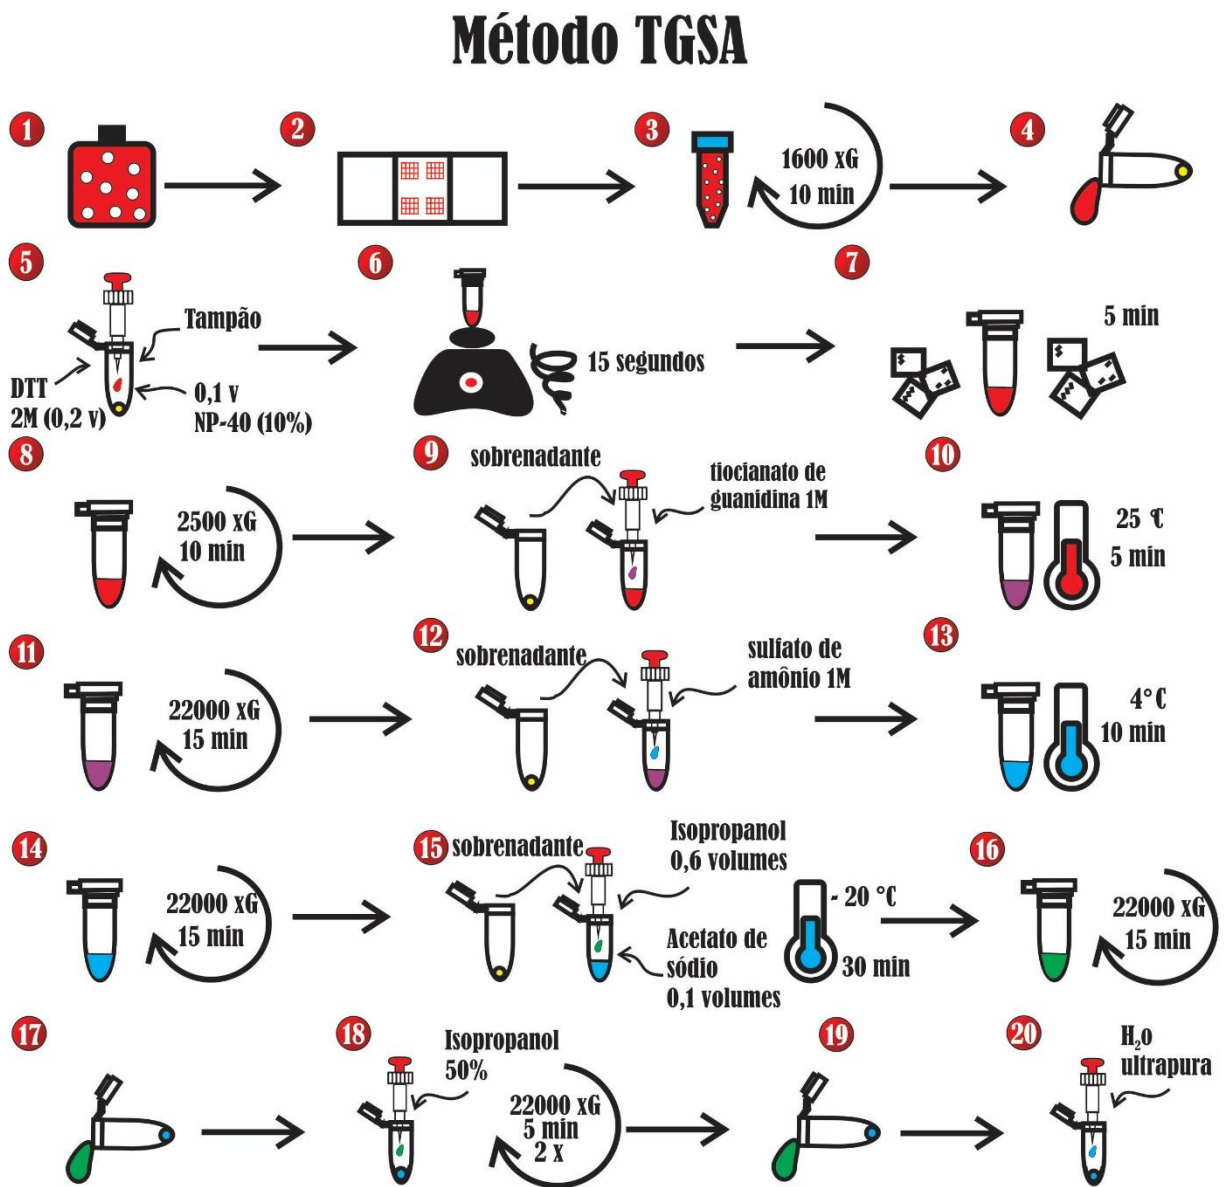 Método TGSA
1
2
3
1600 xG
10 min
4
5
Tampão
DTT
2M (0,2 v)
0,1 v
NP-40 (10%)
6
15 segundos
7
5 min
8
2500 xG
10 min
9
sobrenadante
tiocianato de
guanidina 1M
10
25 °C
5 min
11
22000 xG
15 min
12
sobrenadante
sulfato de
amônio 1M
13
4° C
10 min
14
22000 xG
15 min
15
sobrenadante
Isopropanol
0,6 volumes
Acetato de
sódio
0,1 volumes
- 20 °C
30 min
16
22000 xG
15 min
17
18
Isopropanol
50%
22000 xG
5 min
2 x
19
20
H₂O
ultrapura